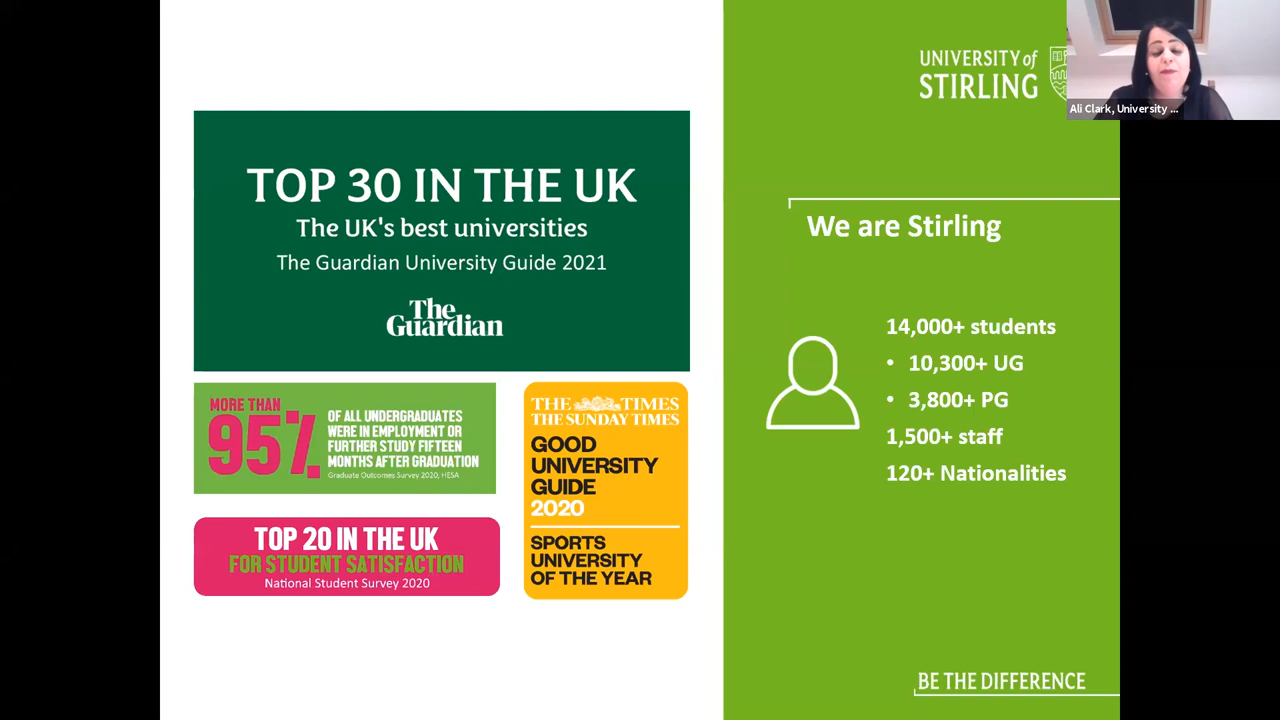 TOP 30 IN THE UK
The UK's best universities
The Guardian University Guide 2021
The
Guardian
MORE THAN
95%
OF ALL UNDERGRADUATES
WERE IN EMPLOYMENT OR
FURTHER STUDY FIFTEEN
MONTHS AFTER GRADUATION
Graduate Outcomes Survey 2020, HESA
TOP 20 IN THE UK
FOR STUDENT SATISFACTION
National Student Survey 2020
THE TIMES
THE SUNDAY TIMES
GOOD
UNIVERSITY
GUIDE
2020
SPORTS
UNIVERSITY
OF THE YEAR
UNIVERSITY of
STIRLING
Ali Clark, University ...
We are Stirling
14,000+ students
• 10,300+ UG
• 3,800+ PG
1,500+ staff
120+ Nationalities
BE THE DIFFERENCE